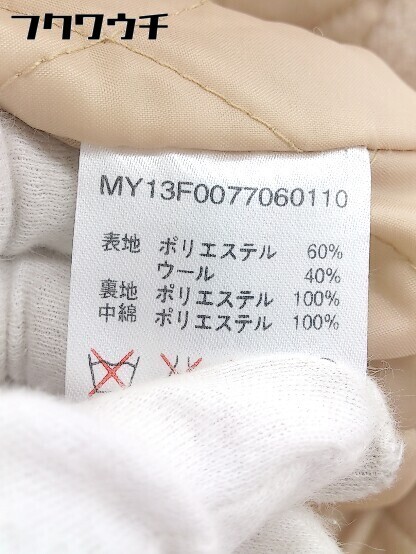 フクワウチ
MY13F0077060110
表地 ポリエステル 60%
ウール 40%
裏地 ポリエステル 100%
中綿 ポリエステル 100%